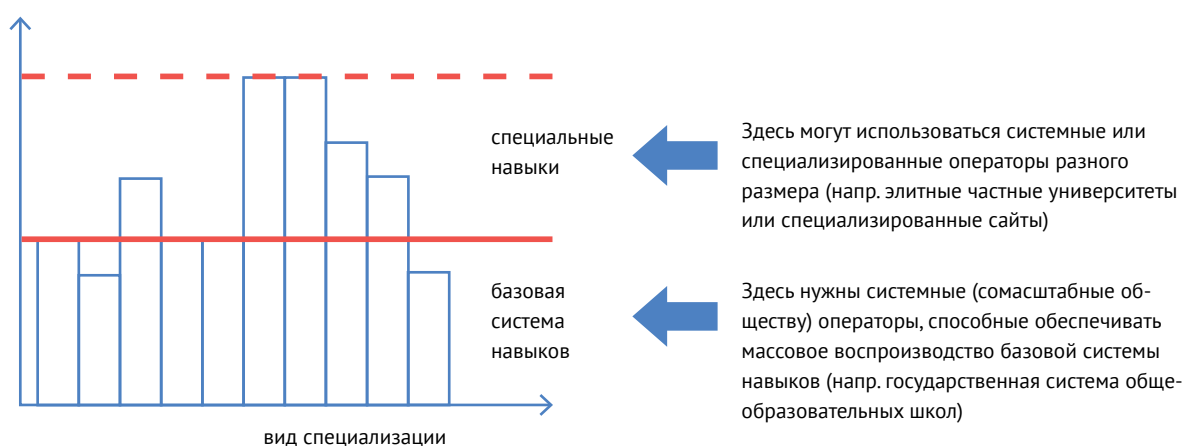 специальные
навыки
Здесь могут использоваться системные или
специализированные операторы разного
размера (напр. элитные частные университеты
или специализированные сайты)
базовая
система
навыков
Здесь нужны системные (сомасштабные об-
ществу) операторы, способные обеспечивать
массовое воспроизводство базовой системы
навыков (напр. государственная система обще-
образовательных школ)
вид специализации